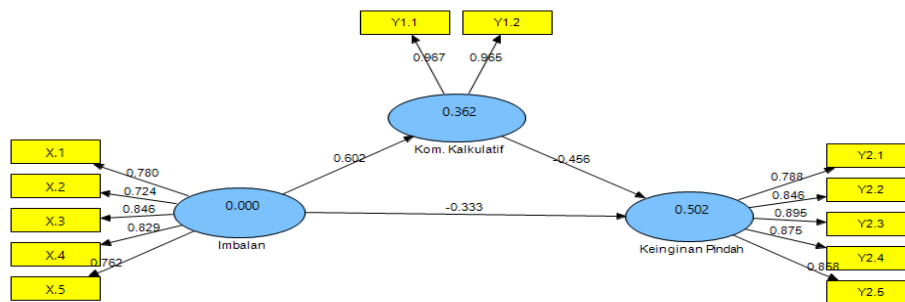 Y1.1
Y1.2
0.967
0.965
0.362
Kom. Kalkulatif
X.1
X.2
X.3
X.4
X.5
0.780
0.724
0.846
0.829
0.762
0.000
Imbalan
0.602
-0.456
-0.333
0.502
Keinginan Pindah
0.788
0.846
0.895
0.875
0.858
Y2.1
Y2.2
Y2.3
Y2.4
Y2.5